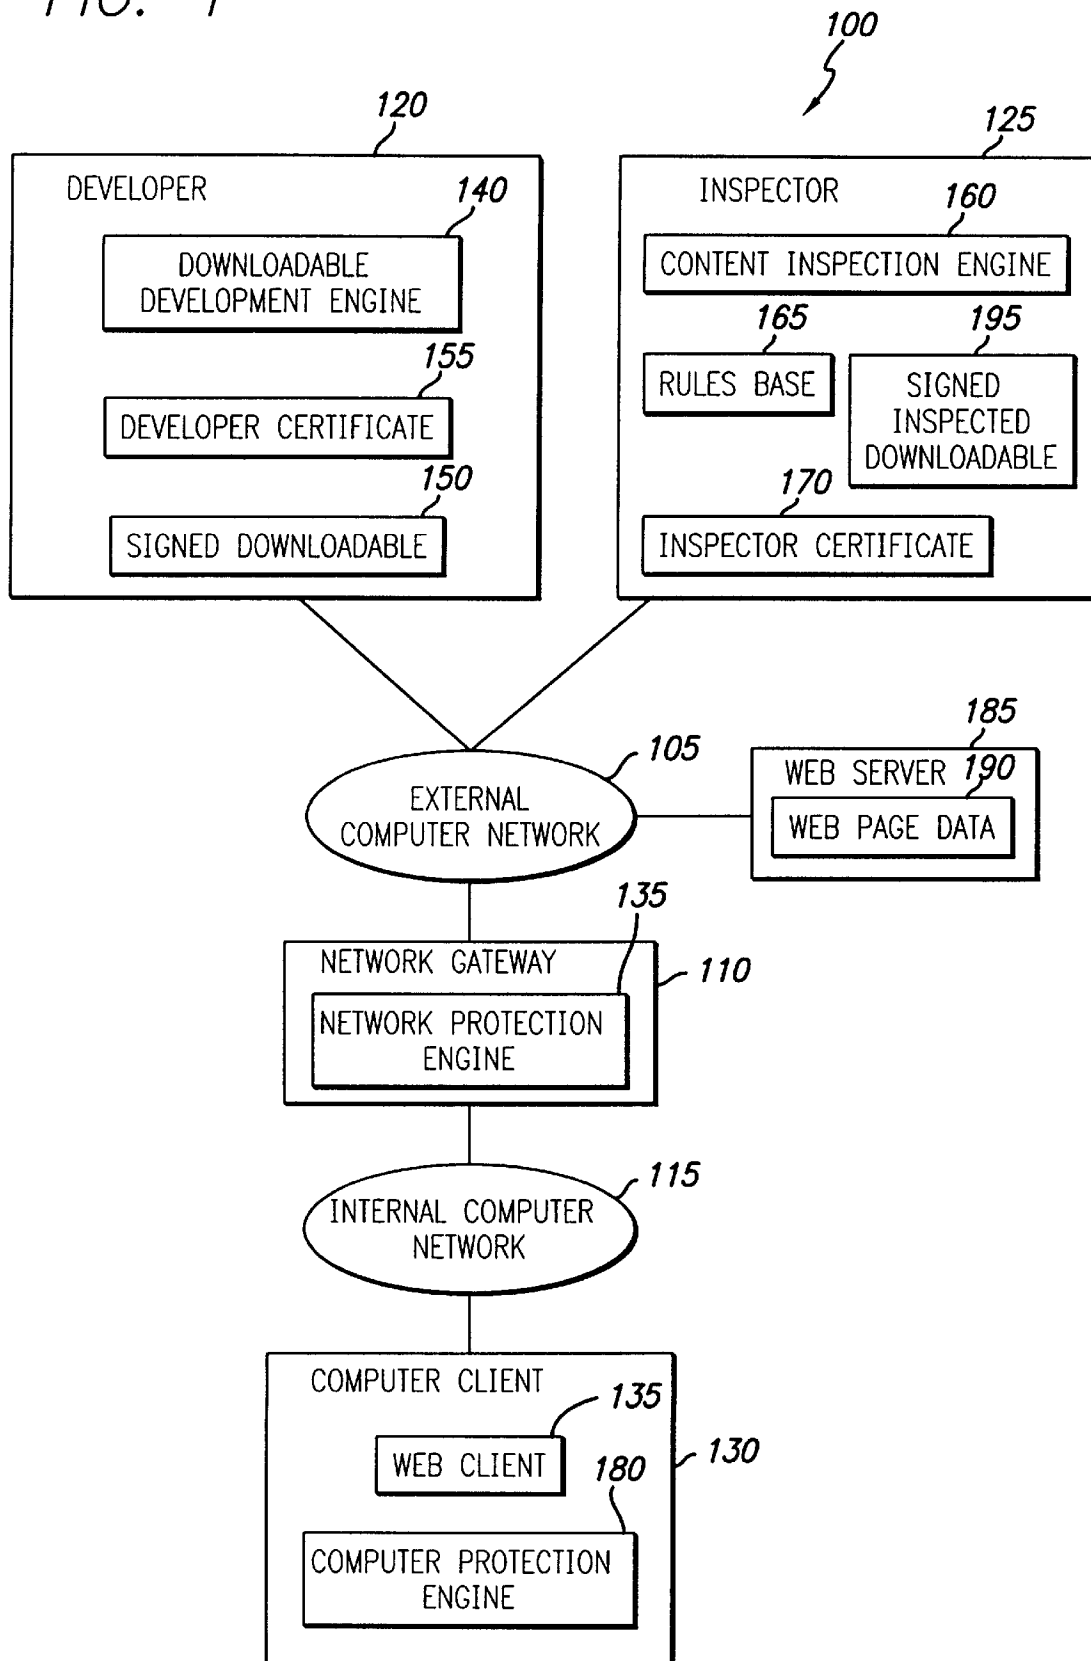 FIG. 1
100
120
125
DEVELOPER
140
DOWNLOADABLE
DEVELOPMENT ENGINE
155
DEVELOPER CERTIFICATE
150
SIGNED DOWNLOADABLE
INSPECTOR
160
CONTENT INSPECTION ENGINE
165
RULES BASE
195
SIGNED
INSPECTED
DOWNLOADABLE
170
INSPECTOR CERTIFICATE
105
EXTERNAL
COMPUTER NETWORK
185
WEB SERVER
190
WEB PAGE DATA
135
NETWORK GATEWAY
110
NETWORK PROTECTION
ENGINE
115
INTERNAL COMPUTER
NETWORK
COMPUTER CLIENT
135
WEB CLIENT
130
180
COMPUTER PROTECTION
ENGINE